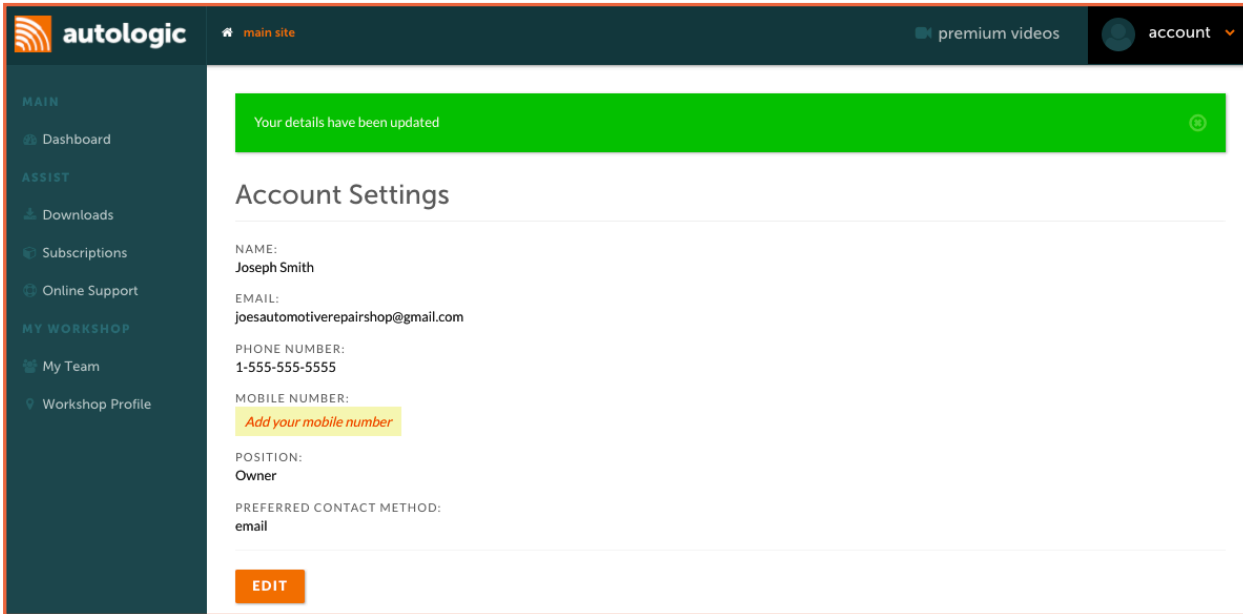 autologic
main site
premium videos
account
MAIN
Dashboard
ASSIST
Downloads
Subscriptions
Online Support
MY WORKSHOP
My Team
Workshop Profile
Your details have been updated
Account Settings
NAME:
Joseph Smith
EMAIL:
joesautomotiverepairshop@gmail.com
PHONE NUMBER:
1-555-555-5555
MOBILE NUMBER:
Add your mobile number
POSITION:
Owner
PREFERRED CONTACT METHOD:
email
EDIT